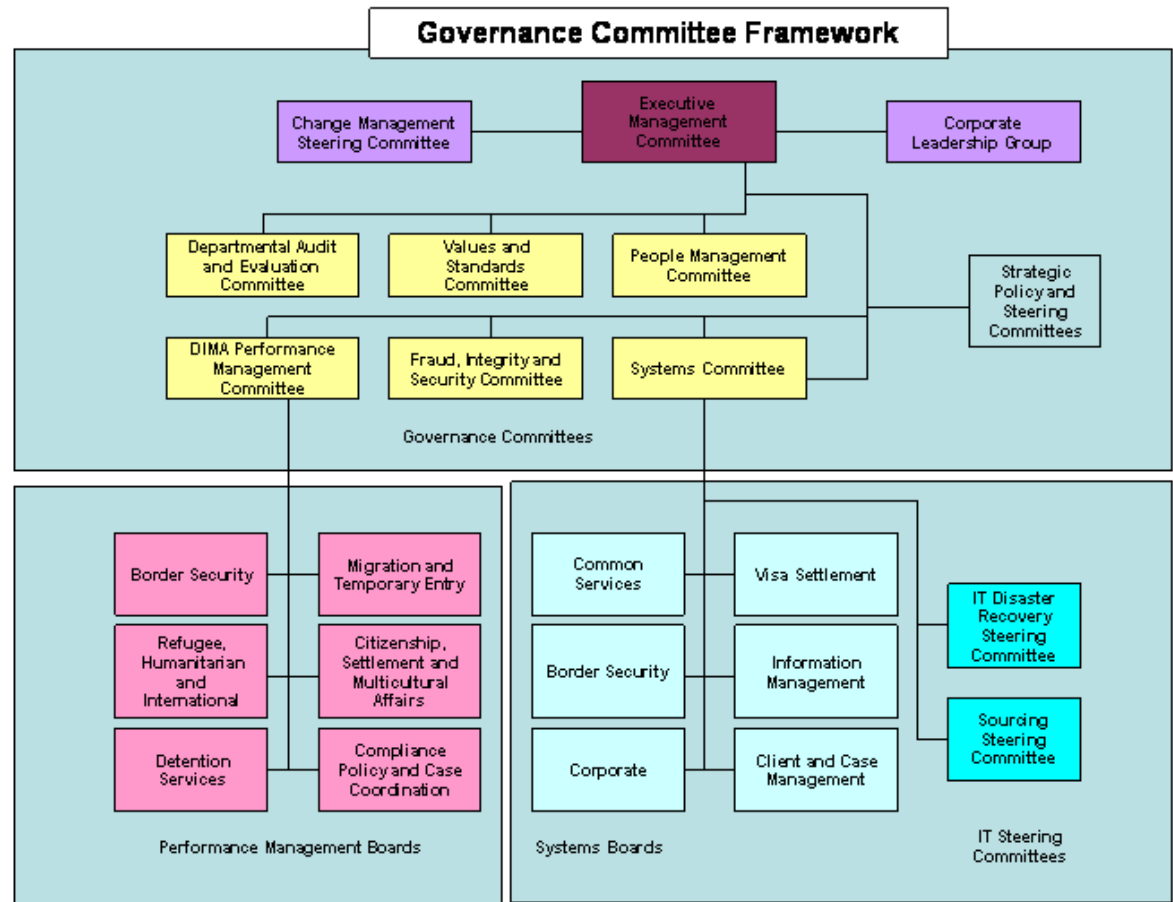 Governance Committee Framework
Change Management
Steering Committee
Executive
Management
Committee
Corporate
Leadership Group
Departmental Audit
and Evaluation
Committee
Values and
Standards
Committee
People Management
Committee
Strategic
Policy and
Steering
Committees
DIMA Performance
Management
Committee
Fraud, Integrity and
Security Committee
Systems Committee
Governance Committees
Border Security
Migration and
Temporary Entry
Refugee,
Humanitarian
and
International
Citizenship,
Settlement and
Multicultural
Affairs
Detention
Services
Compliance
Policy and Case
Coordination
Performance Management Boards
Common
Services
Visa Settlement
Border Security
Information
Management
Corporate
Client and Case
Management
Systems Boards
IT Disaster
Recovery
Steering
Committee
Sourcing
Steering
Committee
IT Steering
Committees